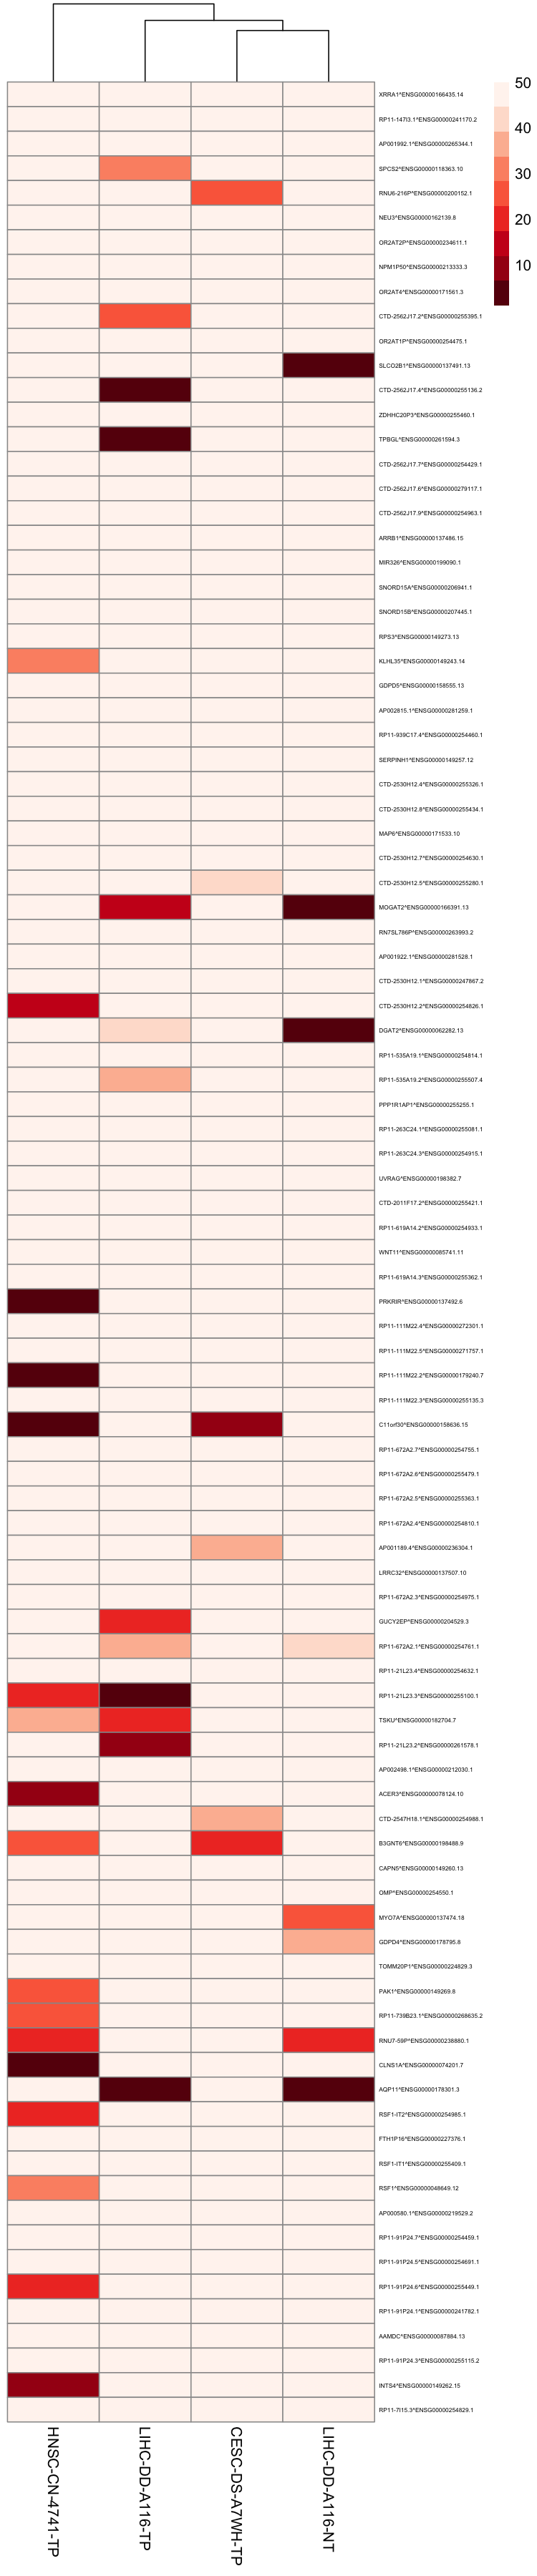 XRRA1^ENSG00000166435.14
RP11-147I3.1^ENSG00000241170.2
AP001992.1^ENSG00000265344.1
SPCS2^ENSG00000118363.10
RNU6-216P^ENSG00000200152.1
NEU3^ENSG00000162139.8
OR2AT2P^ENSG00000234611.1
NPM1P50^ENSG00000213333.3
OR2AT4^ENSG00000171561.3
CTD-2562J17.2^ENSG00000255395.1
OR2AT1P^ENSG00000254475.1
SLCO2B1^ENSG00000137491.13
CTD-2562J17.4^ENSG00000255136.2
ZDHHC20P3^ENSG00000255460.1
TPBGL^ENSG00000261594.3
CTD-2562J17.7^ENSG00000254429.1
CTD-2562J17.6^ENSG00000279117.1
CTD-2562J17.9^ENSG00000254963.1
ARRB1^ENSG00000137486.15
MIR326^ENSG00000199090.1
SNORD15A^ENSG00000206941.1
SNORD15B^ENSG00000207445.1
RPS3^ENSG00000149273.13
KLHL35^ENSG00000149243.14
GDPD5^ENSG00000158555.13
AP002815.1^ENSG00000281259.1
RP11-939C17.4^ENSG00000254460.1
SERPINH1^ENSG00000149257.12
CTD-2530H12.4^ENSG00000255326.1
CTD-2530H12.8^ENSG00000255434.1
MAP6^ENSG00000171533.10
CTD-2530H12.7^ENSG00000254630.1
CTD-2530H12.5^ENSG00000255280.1
MOGAT2^ENSG00000166391.13
RN7SL786P^ENSG00000263993.2
AP001922.1^ENSG00000281528.1
CTD-2530H12.1^ENSG00000247867.2
CTD-2530H12.2^ENSG00000254826.1
DGAT2^ENSG00000062282.13
RP11-535A19.1^ENSG00000254814.1
RP11-535A19.2^ENSG00000255507.4
PPP1R1AP1^ENSG00000255255.1
RP11-263C24.1^ENSG00000255081.1
RP11-263C24.3^ENSG00000254915.1
UVRAG^ENSG00000198382.7
CTD-2011F17.2^ENSG00000255421.1
RP11-619A14.2^ENSG00000254933.1
WNT11^ENSG00000085741.11
RP11-619A14.3^ENSG00000255362.1
PRKRIR^ENSG00000137492.6
RP11-111M22.4^ENSG00000272301.1
RP11-111M22.5^ENSG00000271757.1
RP11-111M22.2^ENSG00000179240.7
RP11-111M22.3^ENSG00000255135.3
C11orf30^ENSG00000158636.15
RP11-672A2.7^ENSG00000254755.1
RP11-672A2.6^ENSG00000255479.1
RP11-672A2.5^ENSG00000255363.1
RP11-672A2.4^ENSG00000254810.1
AP001189.4^ENSG00000236304.1
LRRC32^ENSG00000137507.10
RP11-672A2.3^ENSG00000254975.1
GUCY2EP^ENSG00000204529.3
RP11-672A2.1^ENSG00000254761.1
RP11-21L23.4^ENSG00000254632.1
RP11-21L23.3^ENSG00000255100.1
TSKU^ENSG00000182704.7
RP11-21L23.2^ENSG00000261578.1
AP002498.1^ENSG00000212030.1
ACER3^ENSG00000078124.10
CTD-2547H18.1^ENSG00000254988.1
B3GNT6^ENSG00000198488.9
CAPN5^ENSG00000149260.13
OMP^ENSG00000254550.1
MYO7A^ENSG00000137474.18
GDPD4^ENSG00000178795.8
TOMM20P1^ENSG00000224829.3
PAK1^ENSG00000149269.8
RP11-739B23.1^ENSG00000268635.2
RNU7-59P^ENSG00000238880.1
CLNS1A^ENSG00000074201.7
AQP11^ENSG00000178301.3
RSF1-IT2^ENSG00000254985.1
FTH1P16^ENSG00000227376.1
RSF1-IT1^ENSG00000255409.1
RSF1^ENSG00000048649.12
AP000580.1^ENSG00000219529.2
RP11-91P24.7^ENSG00000254459.1
RP11-91P24.5^ENSG00000254691.1
RP11-91P24.6^ENSG00000255449.1
RP11-91P24.1^ENSG00000241782.1
AAMDC^ENSG00000087884.13
RP11-91P24.3^ENSG00000255115.2
INTS4^ENSG00000149262.15
RP11-7I15.3^ENSG00000254829.1
50
40
30
20
10
HNSC-CN-4741-TP
LIHC-DD-A116-TP
CESC-DS-A7WH-TP
LIHC-DD-A116-NT